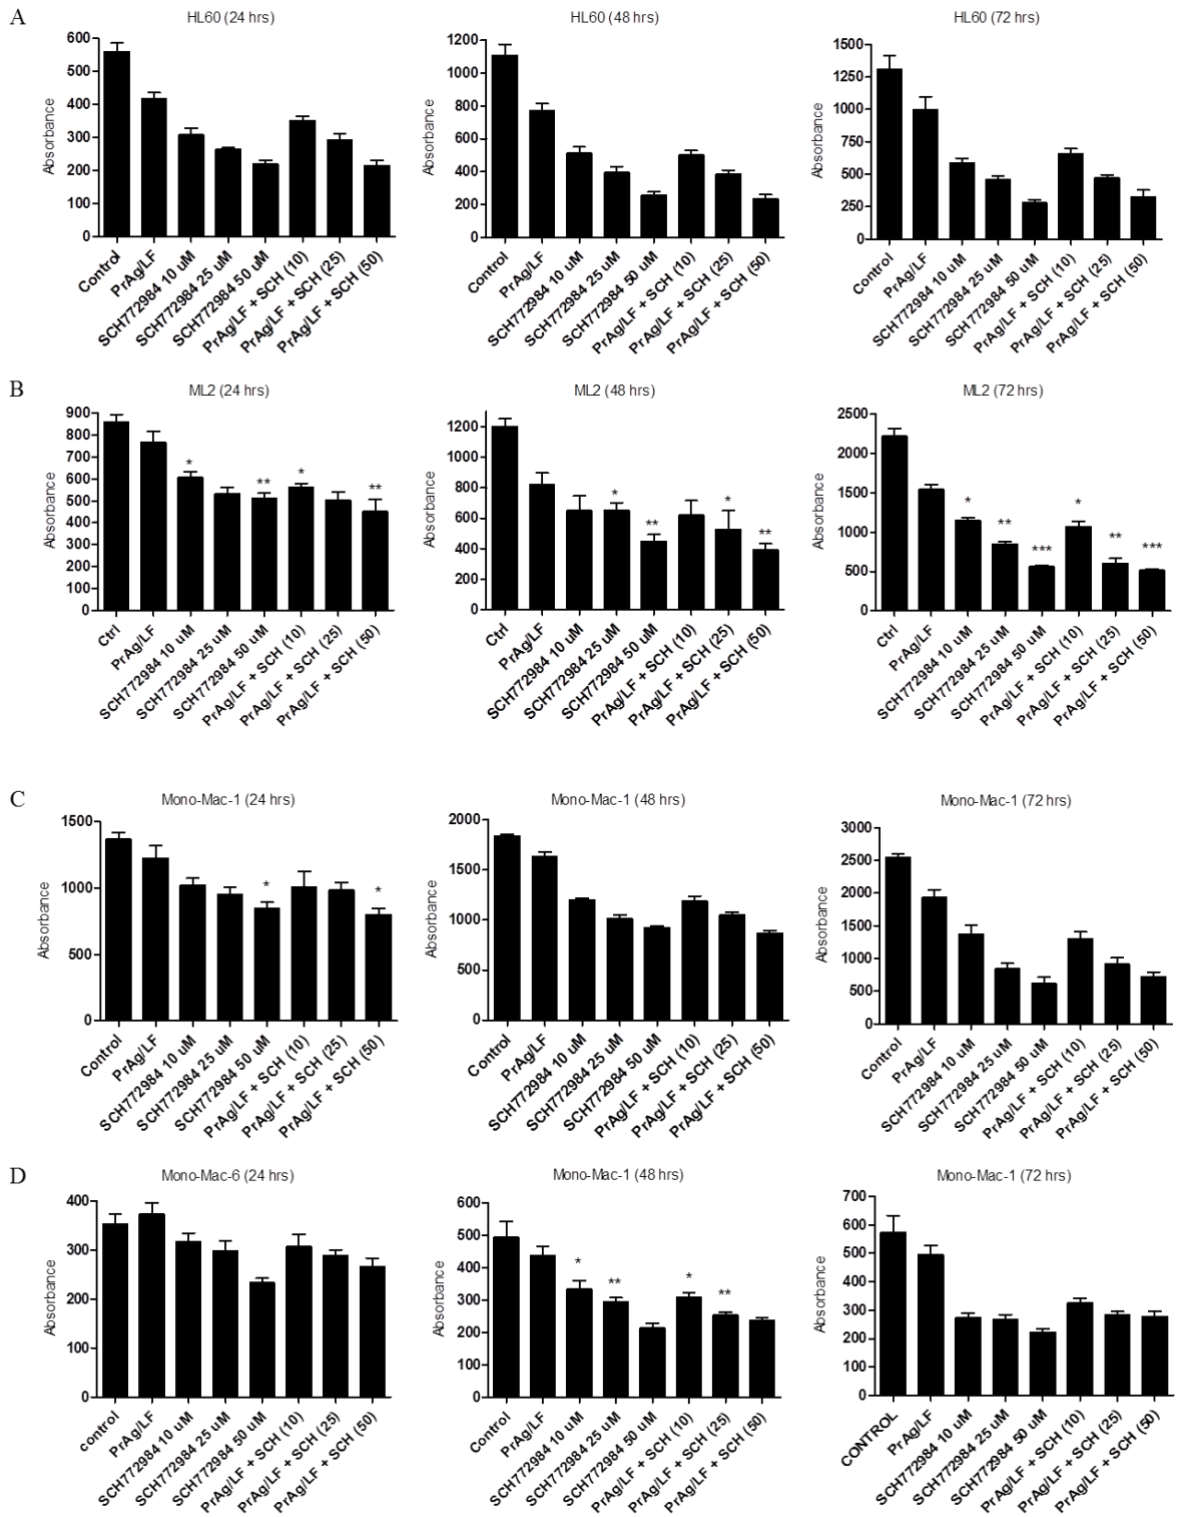 A
HL60 (24 hrs)
Absorbance
600
500
400
300
200
100
0
Control
PrAg/LF
SCH772984 10 uM
SCH772984 25 uM
SCH772984 50 uM
PrAg/LF + SCH (10)
PrAg/LF + SCH (25)
PrAg/LF + SCH (50)
HL60 (48 hrs)
Absorbance
1200
1000
800
600
400
200
0
Control
PrAg/LF
SCH772984 10 uM
SCH772984 25 uM
SCH772984 50 uM
PrAg/LF + SCH (10)
PrAg/LF + SCH (25)
PrAg/LF + SCH (50)
HL60 (72 hrs)
Absorbance
1500
1250
1000
750
500
250
0
Control
PrAg/LF
SCH772984 10 uM
SCH772984 25 uM
SCH772984 50 uM
PrAg/LF + SCH (10)
PrAg/LF + SCH (25)
PrAg/LF + SCH (50)
B
ML2 (24 hrs)
Absorbance
900
800
700
600
500
400
300
200
100
0
* ** * **
Ctrl
PrAg/LF
SCH772984 10 uM
SCH772984 25 uM
SCH772984 50 uM
PrAg/LF + SCH (10)
PrAg/LF + SCH (25)
PrAg/LF + SCH (50)
ML2 (48 hrs)
Absorbance
1200
1000
800
600
400
200
0
* ** * **
Ctrl
PrAg/LF
SCH772984 10 uM
SCH772984 25 uM
SCH772984 50 uM
PrAg/LF + SCH (10)
PrAg/LF + SCH (25)
PrAg/LF + SCH (50)
ML2 (72 hrs)
Absorbance
2500
2000
1500
1000
500
0
* ** *** * ** ***
Ctrl
PrAg/LF
SCH772984 10 uM
SCH772984 25 uM
SCH772984 50 uM
PrAg/LF + SCH (10)
PrAg/LF + SCH (25)
PrAg/LF + SCH (50)
C
Mono-Mac-1 (24 hrs)
Absorbance
1500
1000
500
0
* *
Control
PrAg/LF
SCH772984 10 uM
SCH772984 25 uM
SCH772984 50 uM
PrAg/LF + SCH (10)
PrAg/LF + SCH (25)
PrAg/LF + SCH (50)
Mono-Mac-1 (48 hrs)
Absorbance
2000
1500
1000
500
0
Control
PrAg/LF
SCH772984 10 uM
SCH772984 25 uM
SCH772984 50 uM
PrAg/LF + SCH (10)
PrAg/LF + SCH (25)
PrAg/LF + SCH (50)
Mono-Mac-1 (72 hrs)
Absorbance
3000
2500
2000
1500
1000
500
0
Control
PrAg/LF
SCH772984 10 uM
SCH772984 25 uM
SCH772984 50 uM
PrAg/LF + SCH (10)
PrAg/LF + SCH (25)
PrAg/LF + SCH (50)
D
Mono-Mac-6 (24 hrs)
Absorbance
400
300
200
100
0
control
PrAg/LF
SCH772984 10 uM
SCH772984 25 uM
SCH772984 50 uM
PrAg/LF + SCH (10)
PrAg/LF + SCH (25)
PrAg/LF + SCH (50)
Mono-Mac-1 (48 hrs)
Absorbance
600
500
400
300
200
100
0
* ** * **
Control
PrAg/LF
SCH772984 10 uM
SCH772984 25 uM
SCH772984 50 uM
PrAg/LF + SCH (10)
PrAg/LF + SCH (25)
PrAg/LF + SCH (50)
Mono-Mac-1 (72 hrs)
Absorbance
700
600
500
400
300
200
100
0
CONTROL
PrAg/LF
SCH772984 10 uM
SCH772984 25 uM
SCH772984 50 uM
PrAg/LF + SCH (10)
PrAg/LF + SCH (25)
PrAg/LF + SCH (50)